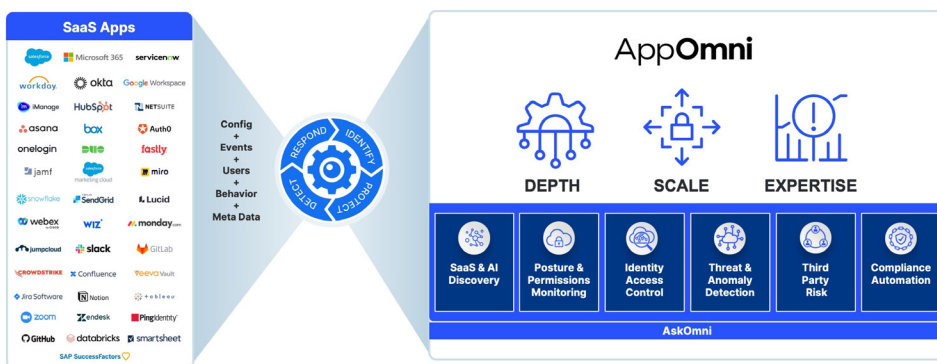 SaaS Apps
salesforce Microsoft 365 servicenow
workday. okta Google Workspace
iManage HubSpot NETSUITE
asana box Auth0
onelogin DUO fastly
jamf salesforce marketing cloud miro
snowflake SendGrid Lucid
webex by CISCO WIZ monday.com
jumpcloud slack GitLab
CROWDSTRIKE Confluence Veeva Vault
Jira Software Notion +ableau
zoom zendesk PingIdentity
GitHub databricks smartsheet
SAP SuccessFactors
Config
+
Events
+
Users
+
Behavior
+
Meta Data
RESPOND
IDENTIFY
PROTECT
DETECT
AppOmni
DEPTH
SCALE
EXPERTISE
SaaS & AI
Discovery
Posture &
Permissions
Monitoring
Identity
Access
Control
Threat &
Anomaly
Detection
Third
Party
Risk
Compliance
Automation
AskOmni